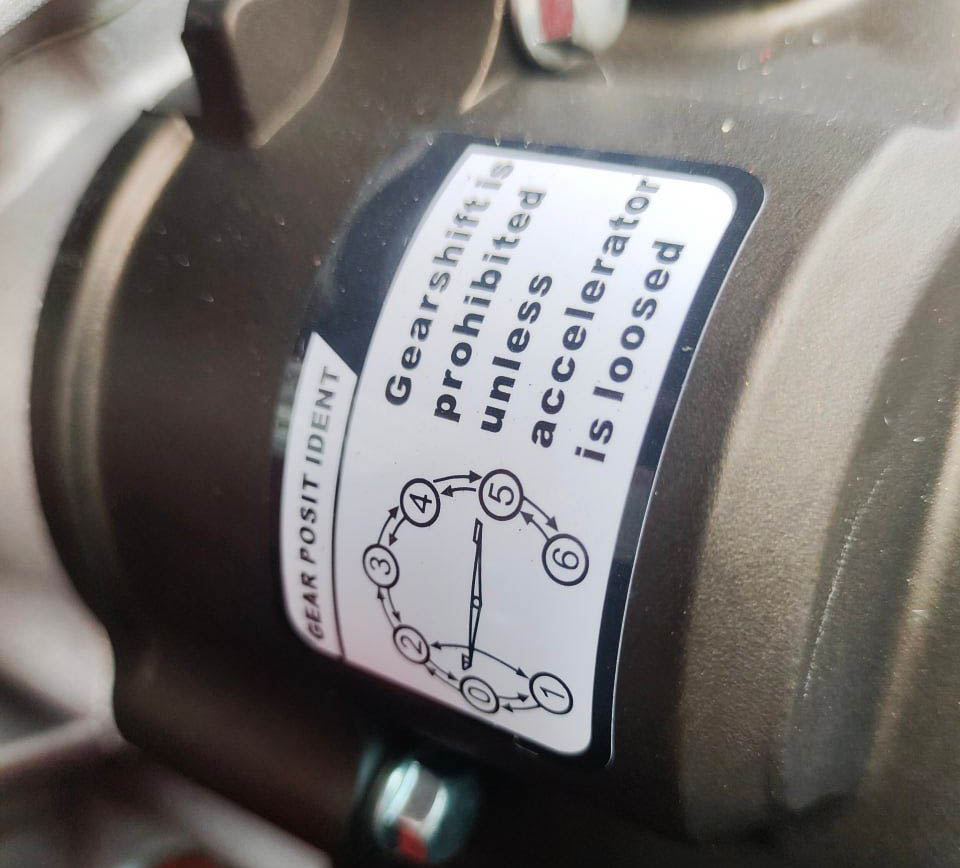 GEAR POSIT IDENT
Gearshift is
prohibited
unless
accelerator
is loosed
1
0
2
3
4
5
6